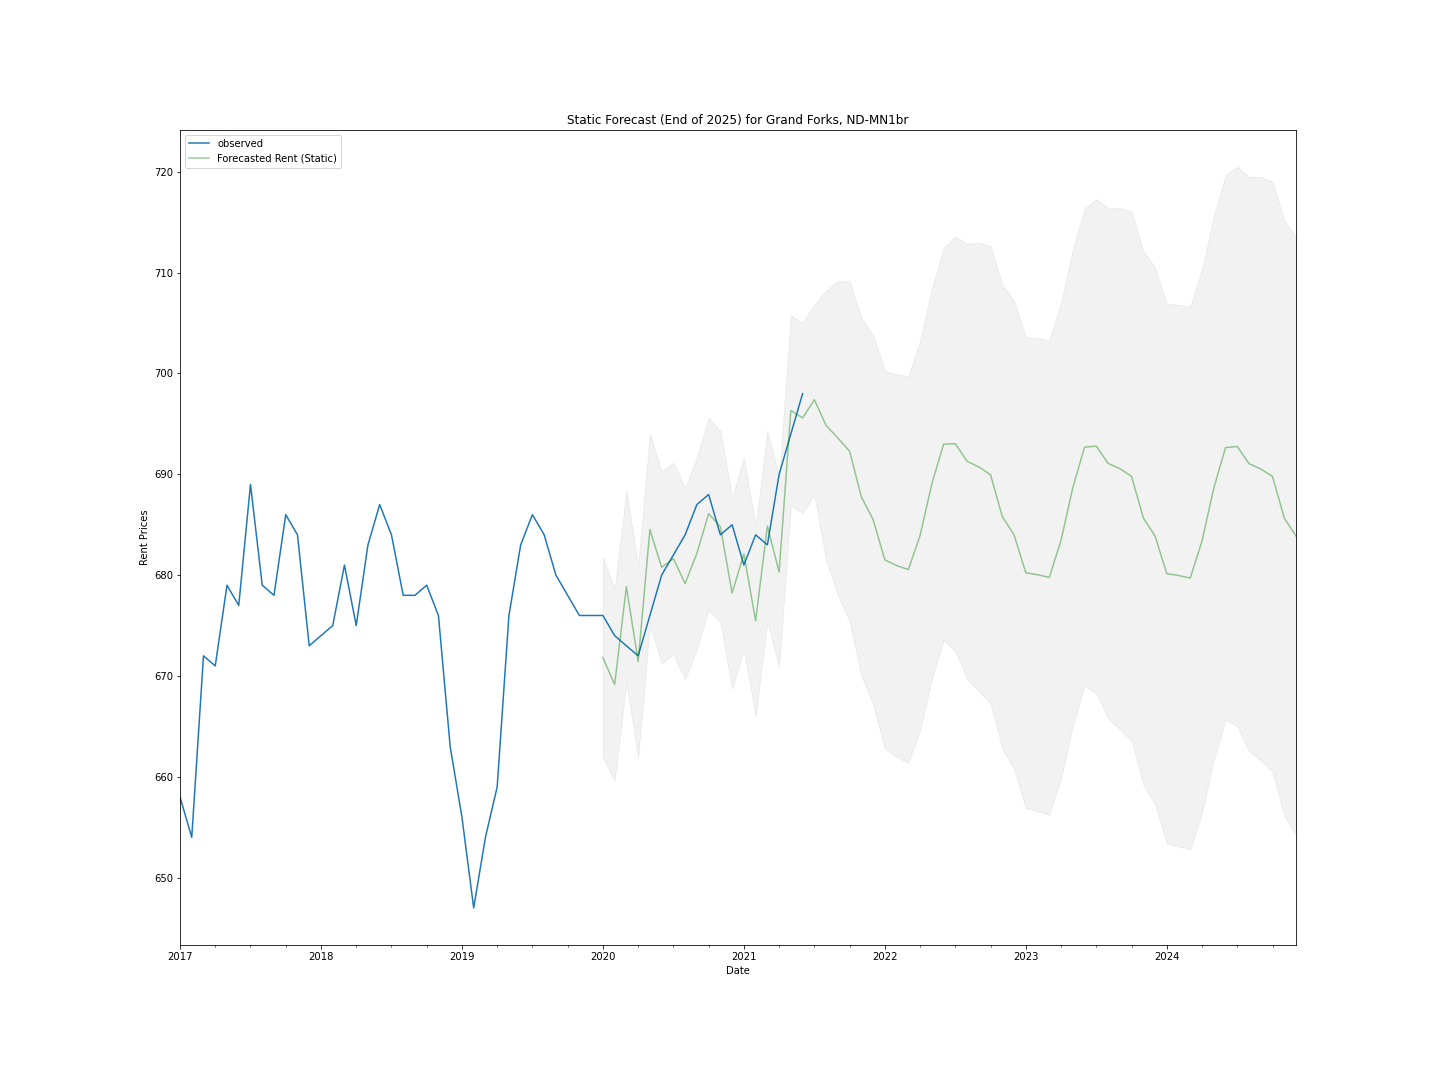 Static Forecast (End of 2025) for Grand Forks, ND-MN1br
observed
Forecasted Rent (Static)
720
710
700
690
680
670
660
650
Rent Prices
2017 2018 2019 2020 2021 2022 2023 2024
Date